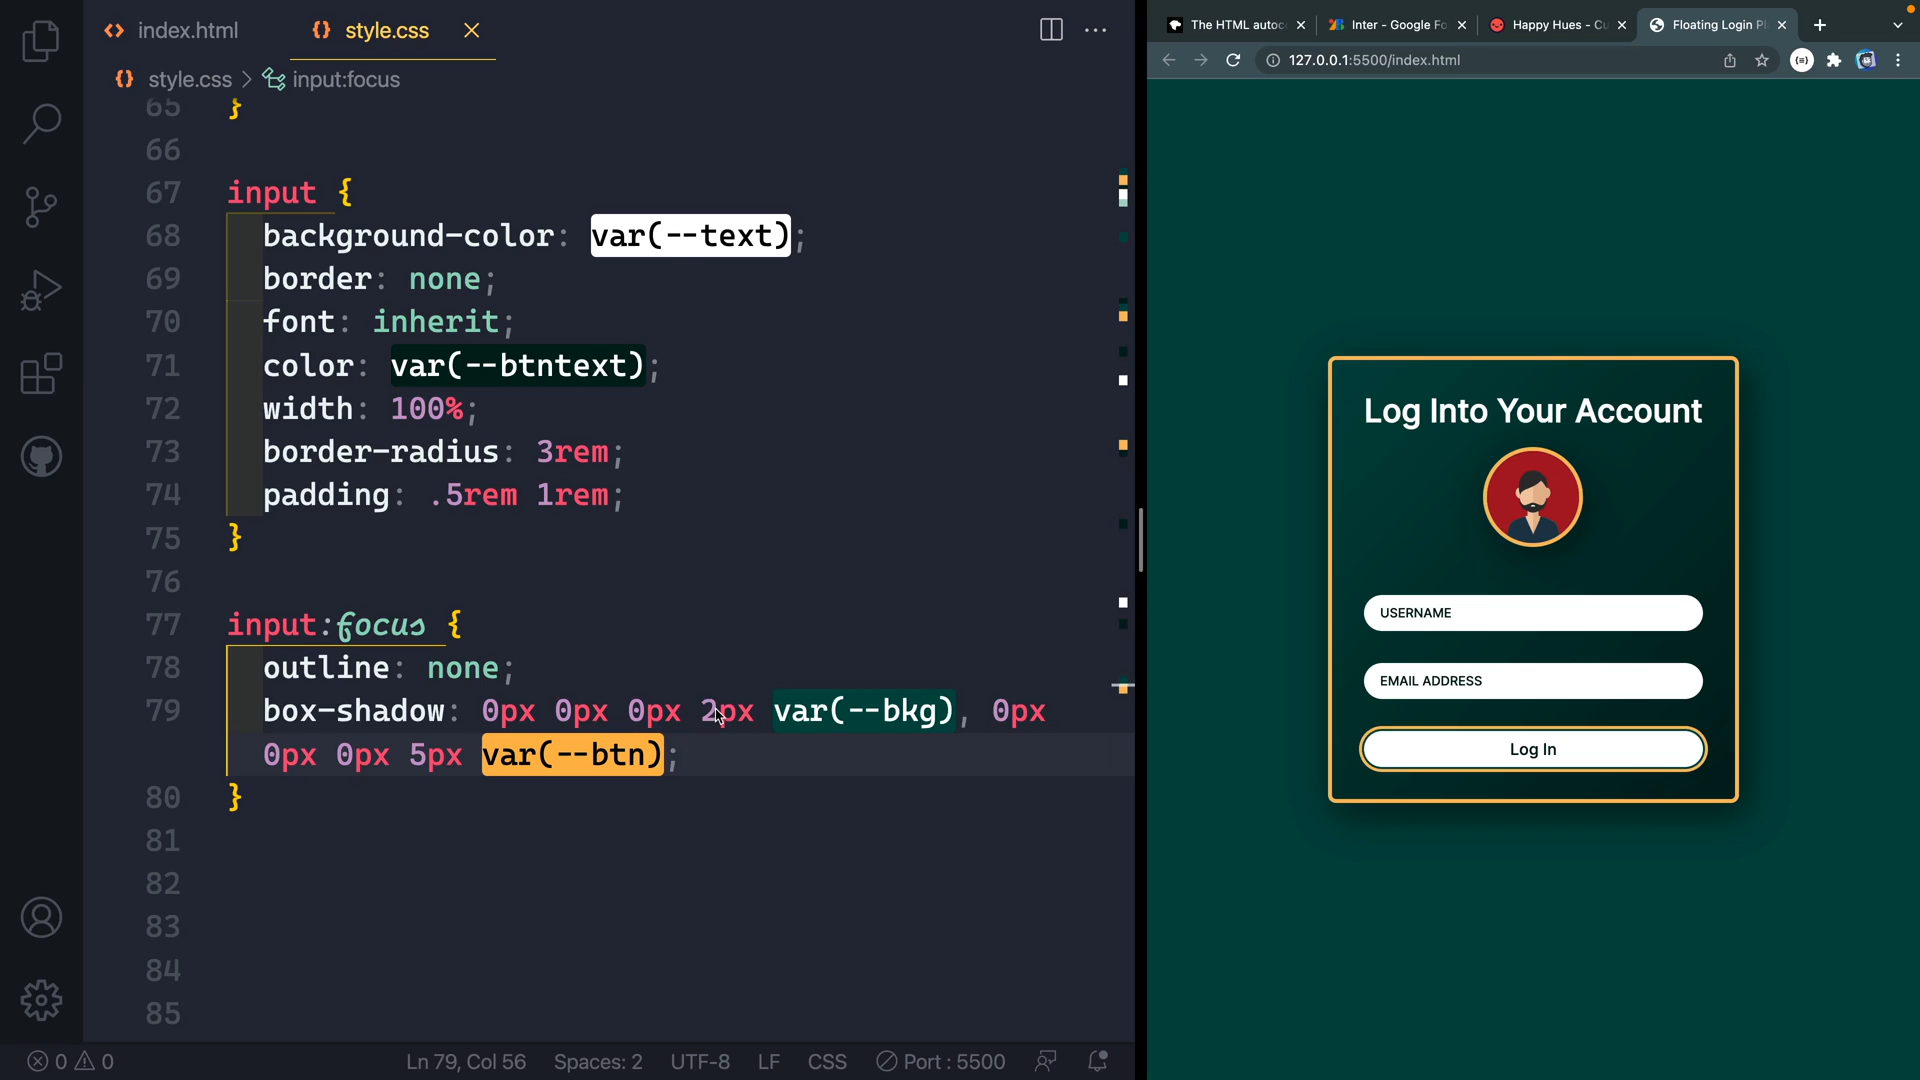 index.html
style.css
style.css > input:focus
65 }
66
67 input {
68 background-color: var(--text);
69 border: none;
70 font: inherit;
71 color: var(--btntext);
72 width: 100%;
73 border-radius: 3rem;
74 padding: .5rem 1rem;
75 }
76
77 input:focus {
78 outline: none;
79 box-shadow: 0px 0px 0px 2px var(--bkg), 0px
0px 0px 5px var(--btn);
80 }
81
82
83
84
85
0 0
Ln 79, Col 56
Spaces: 2
UTF-8
LF
CSS
Port : 5500
The HTML autoc
Inter - Google Fo
Happy Hues - Cu
Floating Login Pl
127.0.0.1:5500/index.html
Log Into Your Account
USERNAME
EMAIL ADDRESS
Log In